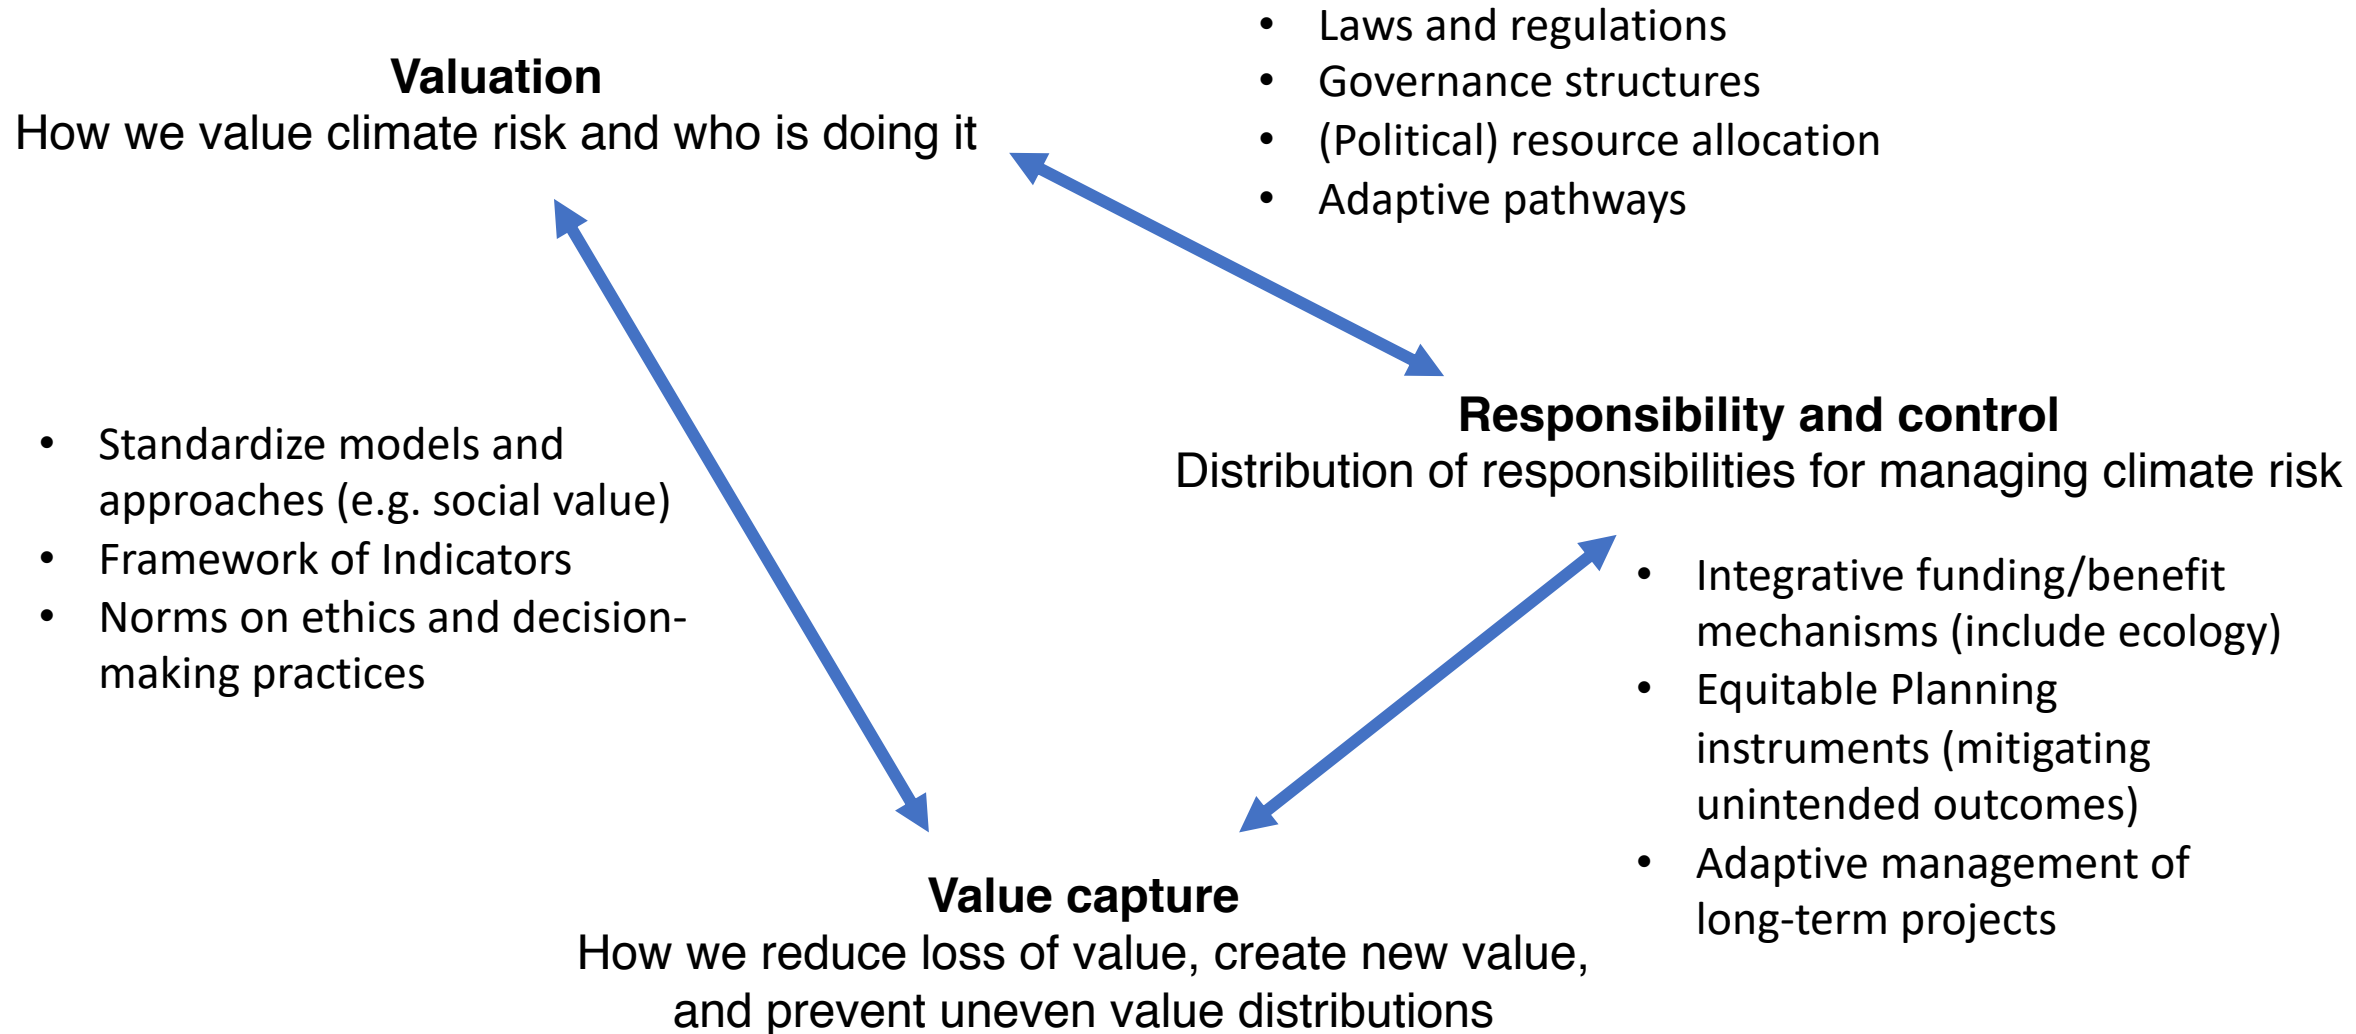 Valuation
How we value climate risk and who is doing it
• Laws and regulations
• Governance structures
• (Political) resource allocation
• Adaptive pathways
Responsibility and control
Distribution of responsibilities for managing climate risk
• Standardize models and
approaches (e.g. social value)
• Framework of Indicators
• Norms on ethics and decision-
making practices
• Integrative funding/benefit
mechanisms (include ecology)
• Equitable Planning
instruments (mitigating
unintended outcomes)
• Adaptive management of
long-term projects
Value capture
How we reduce loss of value, create new value,
and prevent uneven value distributions